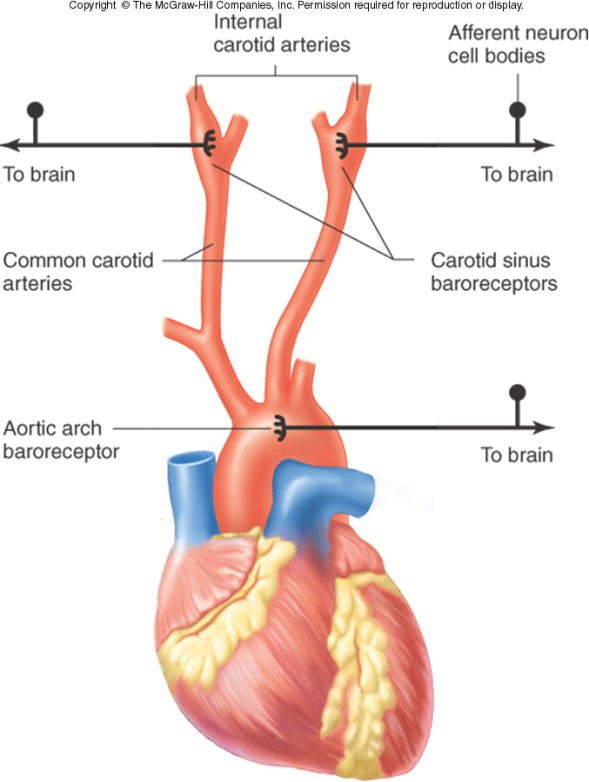 Copyright © The McGraw-Hill Companies, Inc. Permission required for reproduction or display.
Internal
carotid arteries
Afferent neuron
cell bodies
To brain
To brain
Common carotid
arteries
Carotid sinus
baroreceptors
Aortic arch
baroreceptor
To brain